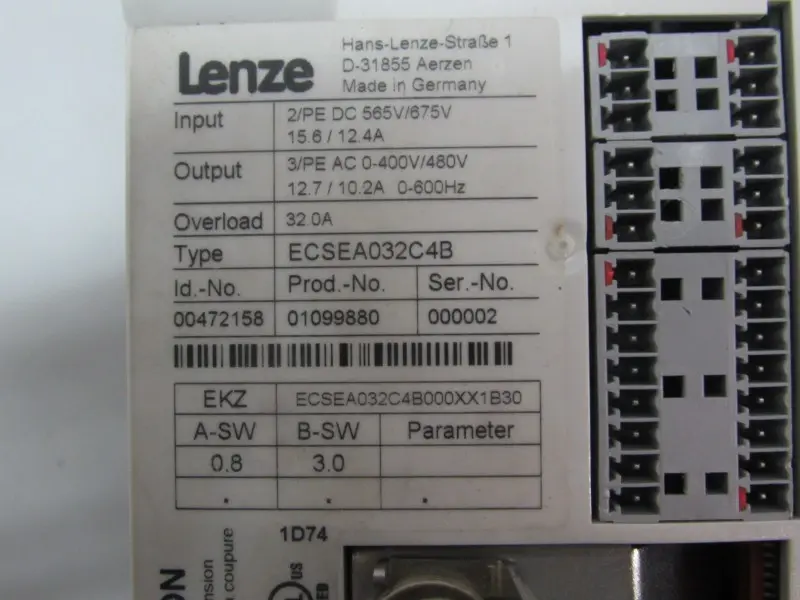 Lenze
Hans-Lenze-Straße 1
D-31855 Aerzen
Made in Germany
Input 2/PE DC 565V/675V
15.6 / 12.4A
Output 3/PE AC 0-400V/480V
12.7 / 10.2A 0-600Hz
Overload 32.0A
Type ECSEA032C4B
Id.-No. Prod.-No. Ser.-No.
00472158 01099880 000002
EKZ ECSEA032C4B000XX1B30
A-SW B-SW Parameter
0.8 3.0
. . .
1D74
US